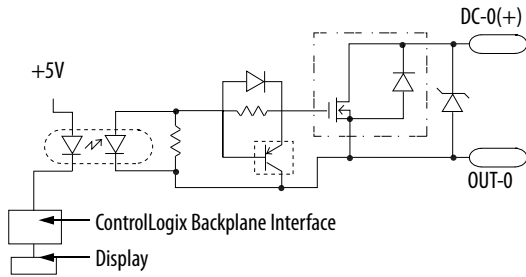 DC-0(+)
+5V
OUT-0
ControlLogix Backplane Interface
Display